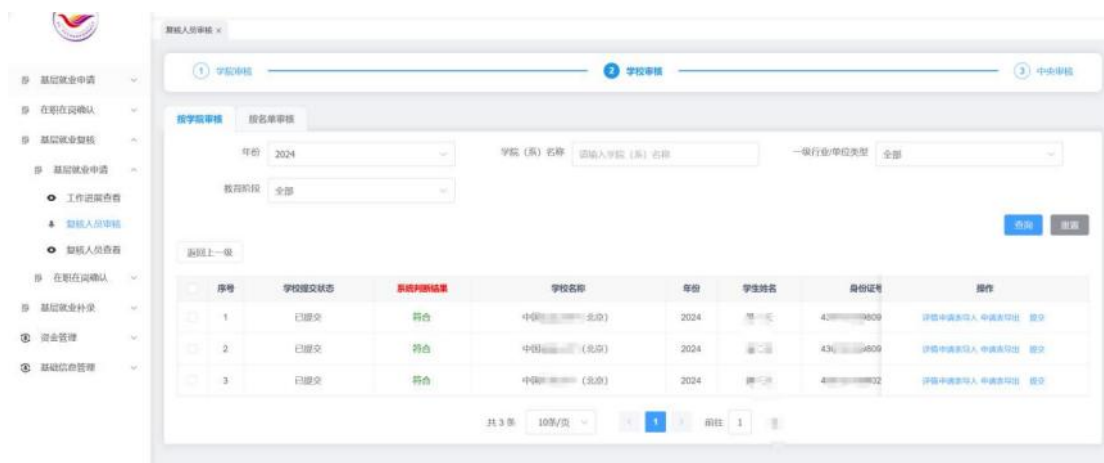 复核人员审核 ×
1 学院审核
2 学校审核
3 中央审核
基层就业申请
在职在岗确认
基层就业复核
基层就业申请
工作进展查看
复核人员审核
复核人员查看
在职在岗确认
基层就业补录
资金管理
基础信息管理
按学院审核 按名单审核
年份 2024
学院（系）名称 请输入学院（系）名称
一级行业/单位类型 全部
教育阶段 全部
查询 重置
返回上一级
序号 学校提交状态 系统判断结果 学校名称 年份 学生姓名 身份证号 操作
1 已提交 符合 中国 （北京） 2024 详情 申请表导入 申请表导出 提交
2 已提交 符合 中国 （北京） 2024 详情 申请表导入 申请表导出 提交
3 已提交 符合 中国 （北京） 2024 详情 申请表导入 申请表导出 提交
共 3 条 10条/页 1 前往 1